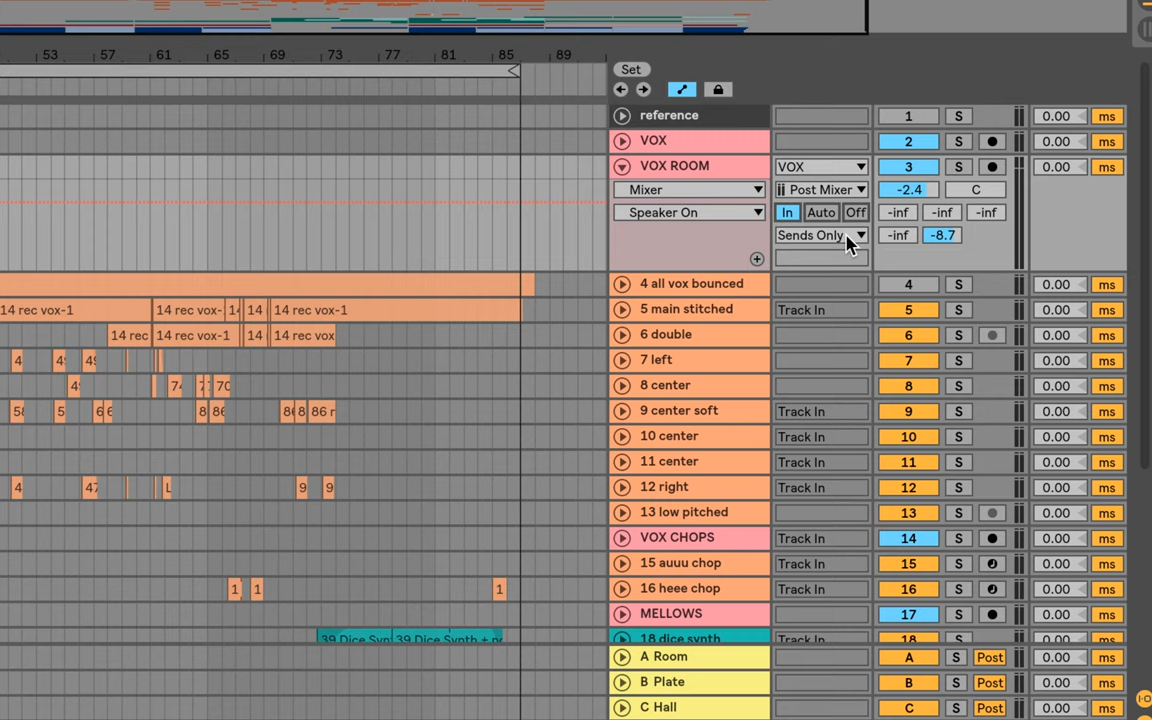 53 57 61 65 69 73 77 81 85 89
Set
reference 1 S 0.00 ms
VOX 2 S 0.00 ms
VOX ROOM VOX 3 S 0.00 ms
Mixer Post Mixer -2.4 C
Speaker On In Auto Off -inf -inf -inf
Sends Only -inf -8.7
4 all vox bounced 4 S 0.00 ms
14 rec vox-1 14 rec vox- 14 14 rec vox-1 5 main stitched Track In 5 S 0.00 ms
14 rec 14 rec vox-1 14 14 rec vox 6 double 6 S 0.00 ms
4 49 49 7 left 7 S 0.00 ms
49 74 70 8 center 8 S 0.00 ms
58 5 6 6 8 86 86 8 86 r 9 center soft Track In 9 S 0.00 ms
10 center Track In 10 S 0.00 ms
11 center Track In 11 S 0.00 ms
4 47 L 9 9 12 right Track In 12 S 0.00 ms
13 low pitched 13 S 0.00 ms
VOX CHOPS Track In 14 S 0.00 ms
15 auuu chop Track In 15 S 0.00 ms
1 1 1 16 heee chop Track In 16 S 0.00 ms
MELLOWS 17 S 0.00 ms
39 Dice Syn 39 Dice Synth + 18 dice synth Track In 18 S 0.00 ms
A Room A S Post 0.00 ms
B Plate B S Post 0.00 ms
C Hall C S Post 0.00 ms